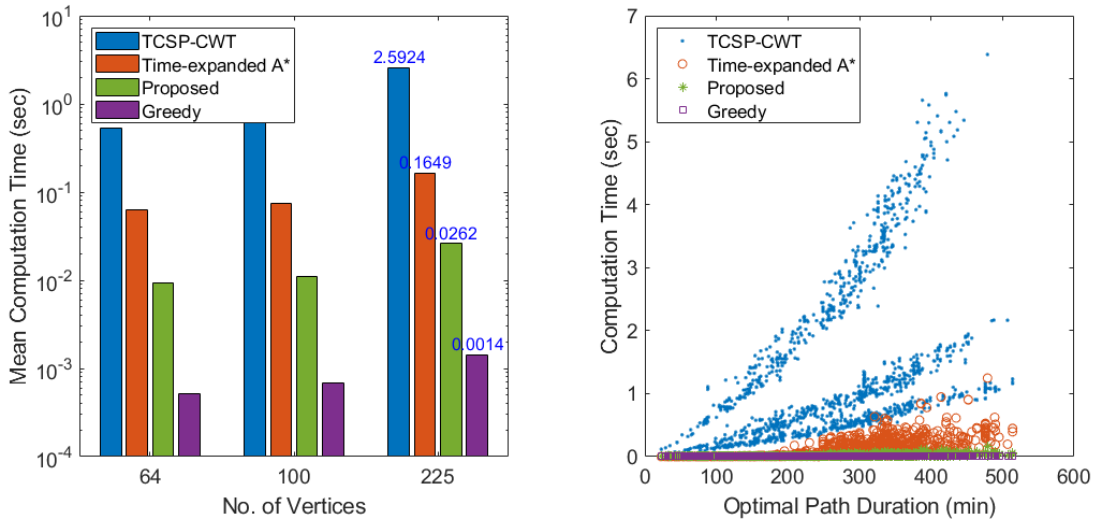 Mean Computation Time (sec)
10^1
10^0
10^-1
10^-2
10^-3
10^-4
TCSP-CWT
Time-expanded A*
Proposed
Greedy
2.5924
0.1649
0.0262
0.0014
64 100 225
No. of Vertices
Computation Time (sec)
7
6
5
4
3
2
1
0
TCSP-CWT
Time-expanded A*
Proposed
Greedy
0 100 200 300 400 500 600
Optimal Path Duration (min)